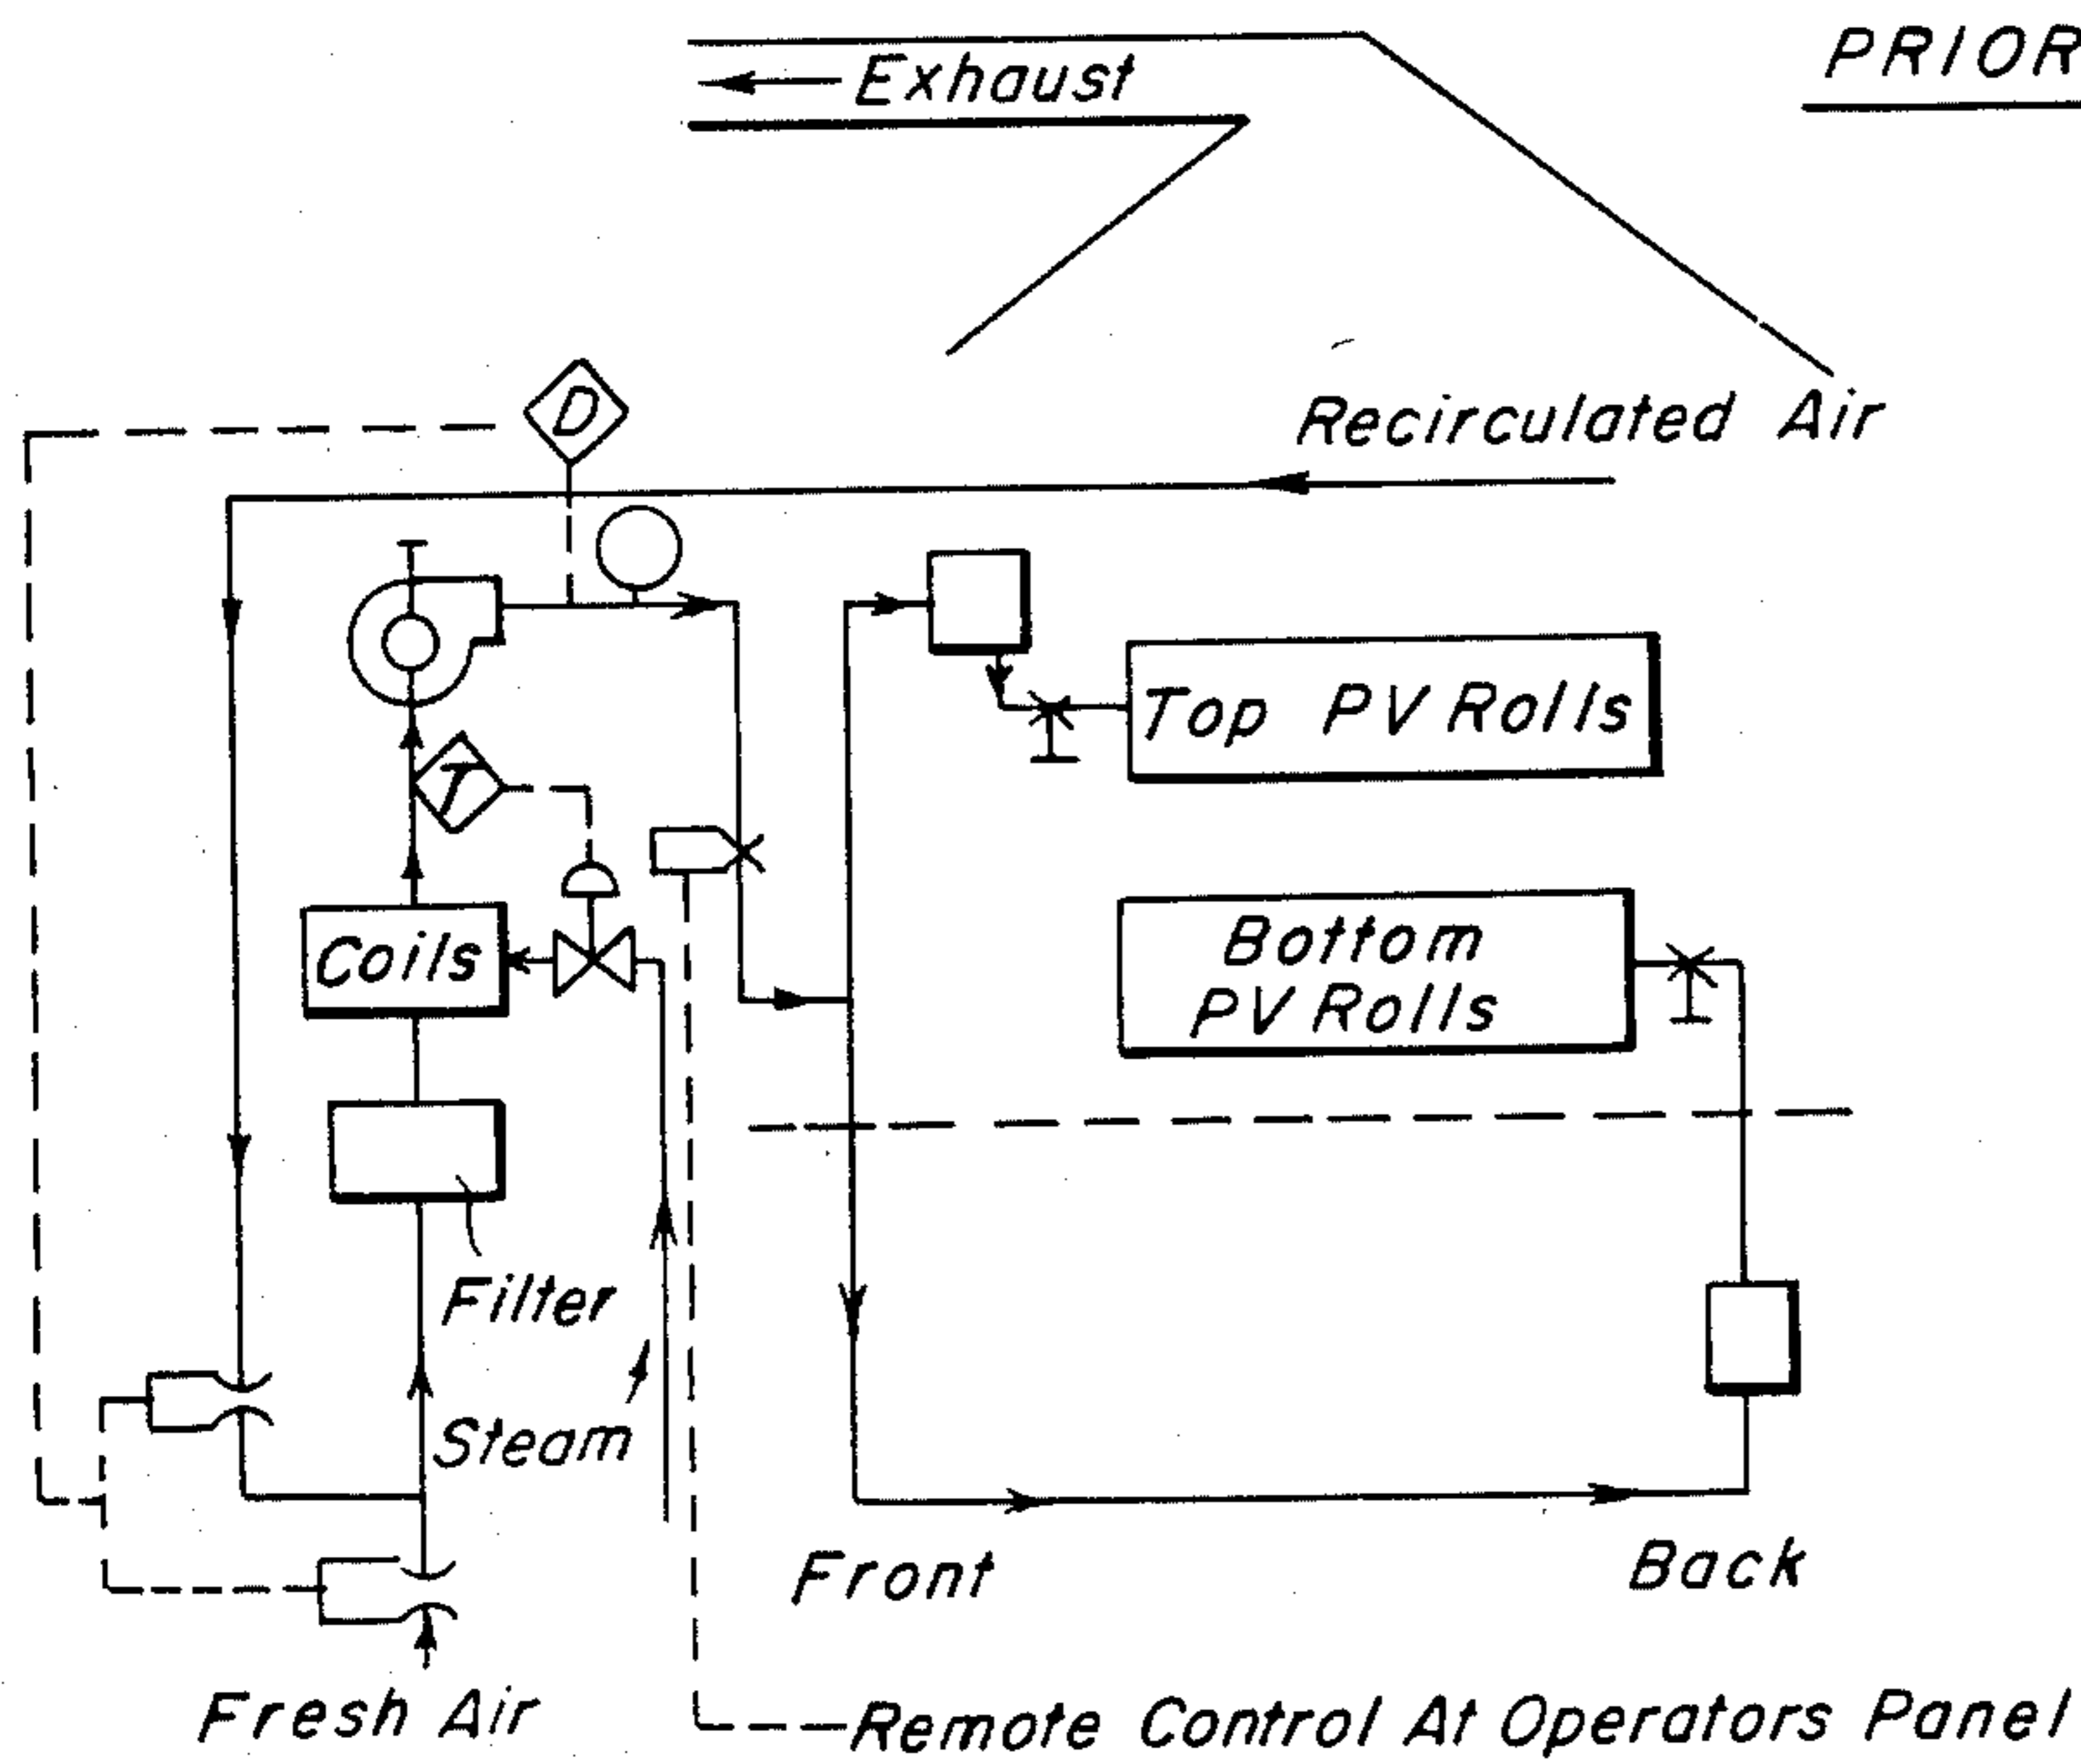 PRIOR
Exhaust
D
Recirculated Air
Top PV Rolls
T
Coils
Bottom
PV Rolls
Filter
Steam
Front
Back
Fresh Air
Remote Control At Operators Panel